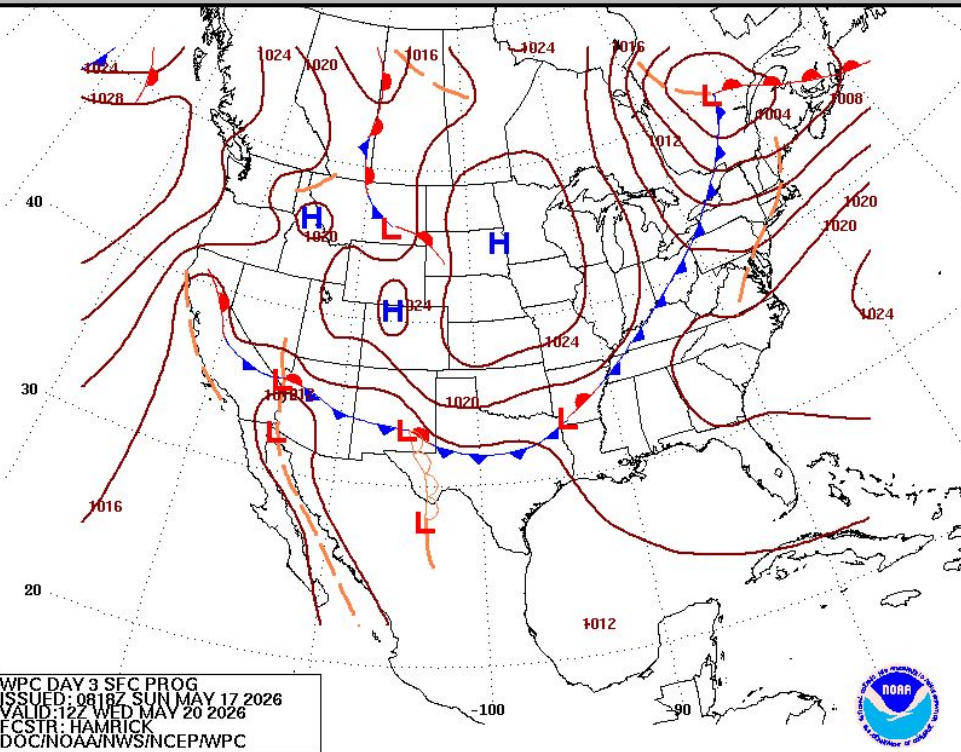 1024
1028
1024
1020
1016
1024
1016
1012
L
1004
1008
40
H
1020
L
H
1020
1020
H
1024
1024
1024
30
L
1020
L
L
L
1016
L
20
1012
-100
-90
WPC DAY 3 SFC PROG
ISSUED: 0818Z SUN MAY 17 2026
VALID:12Z WED MAY 20 2026
FCSTR: HAMRICK
DOC/NOAA/NWS/NCEP/WPC
NOAA